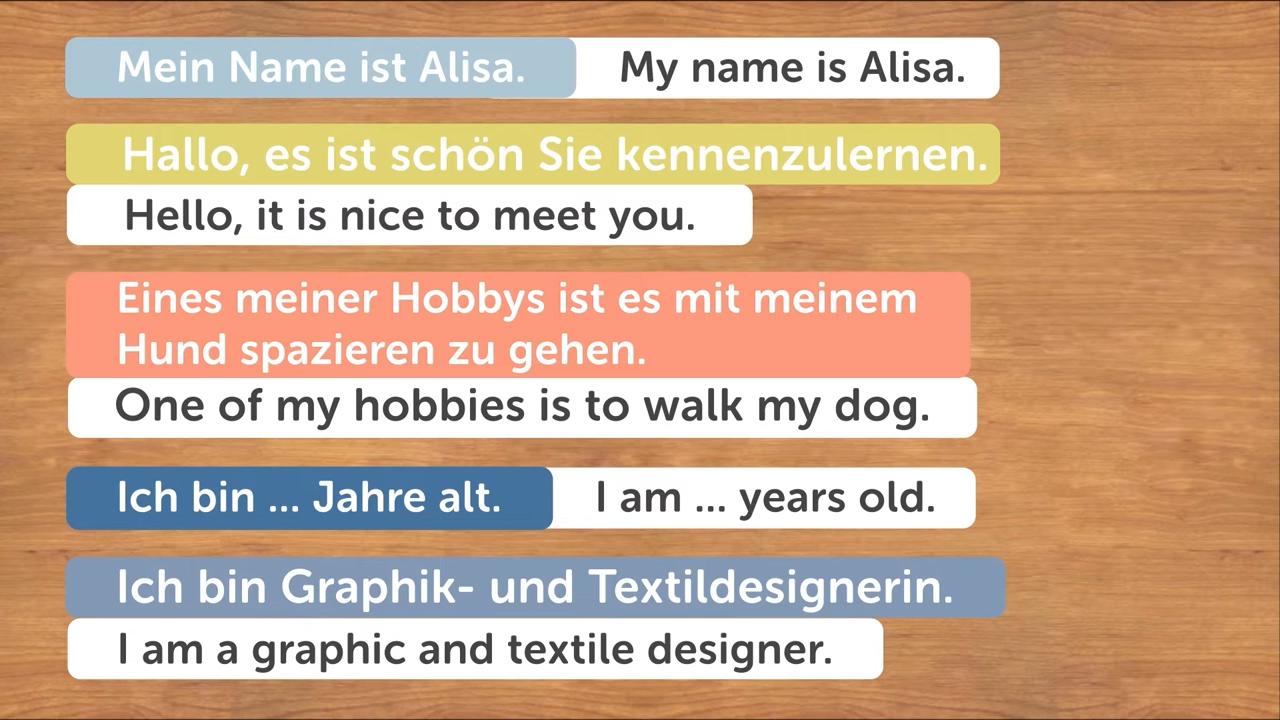 Mein Name ist Alisa. My name is Alisa.
Hallo, es ist schön Sie kennenzulernen.
Hello, it is nice to meet you.
Eines meiner Hobbys ist es mit meinem
Hund spazieren zu gehen.
One of my hobbies is to walk my dog.
Ich bin ... Jahre alt. I am ... years old.
Ich bin Graphik- und Textildesignerin.
I am a graphic and textile designer.